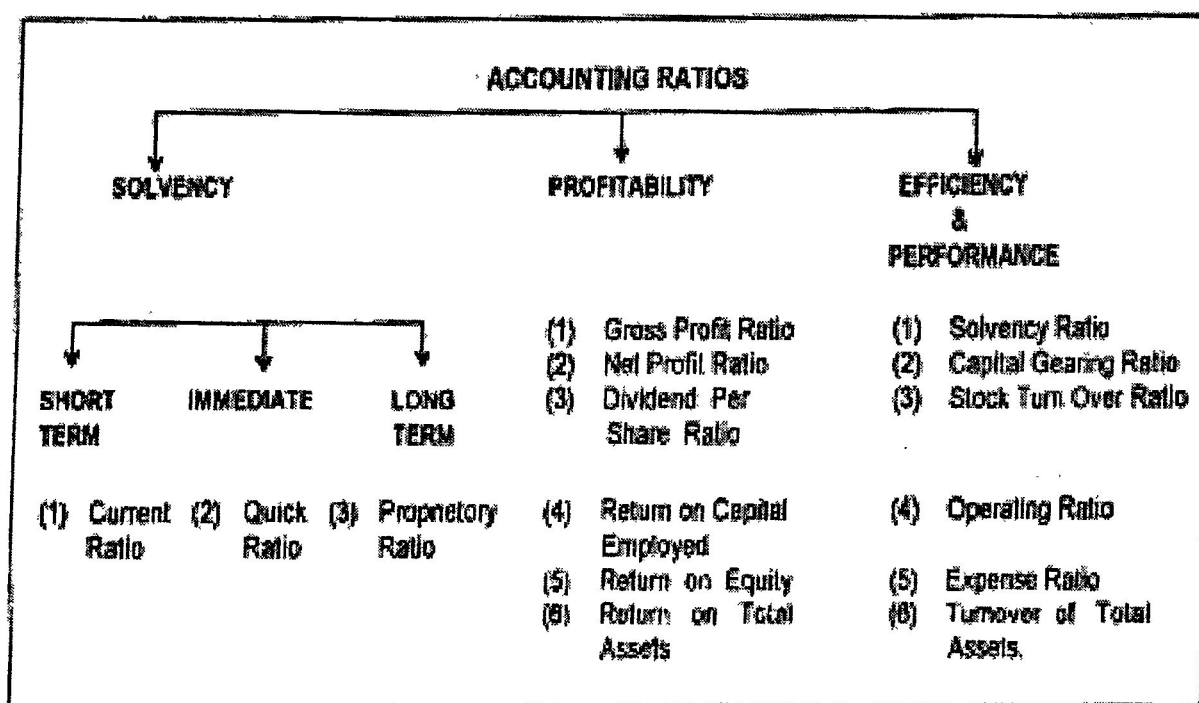 ACCOUNTING RATIOS
SOLVENCY
PROFITABILITY
EFFICIENCY
&
PERFORMANCE
SHORT
TERM
IMMEDIATE
LONG
TERM
(1) Current
Ratio
(2) Quick
Ratio
(3) Proprietory
Ratio
(1) Gross Profit Ratio
(2) Net Profit Ratio
(3) Dividend Per
Share Ratio
(4) Return on Capital
Employed
(5) Return on Equity
(6) Return on Total
Assets
(1) Solvency Ratio
(2) Capital Gearing Ratio
(3) Stock Turn Over Ratio
(4) Operating Ratio
(5) Expense Ratio
(6) Turnover of Total
Assets.